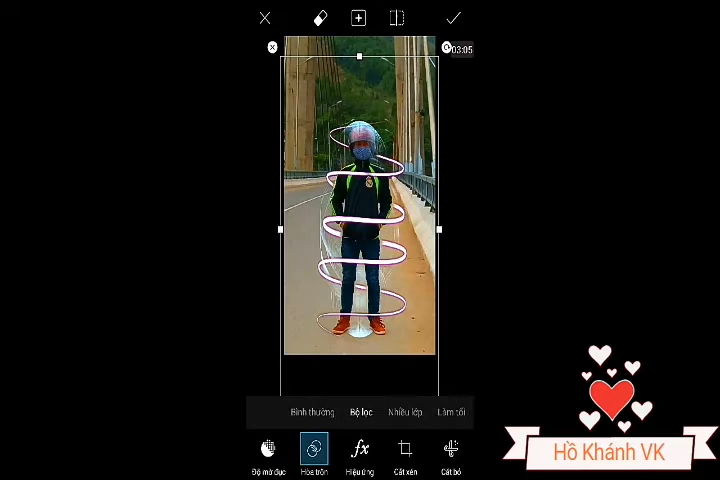 03:05
Bình thường Bộ lọc Nhiều lớp Làm tối
Độ mờ đục Hòa trộn Hiệu ứng Cắt xén Cắt bỏ
Hồ Khánh VK